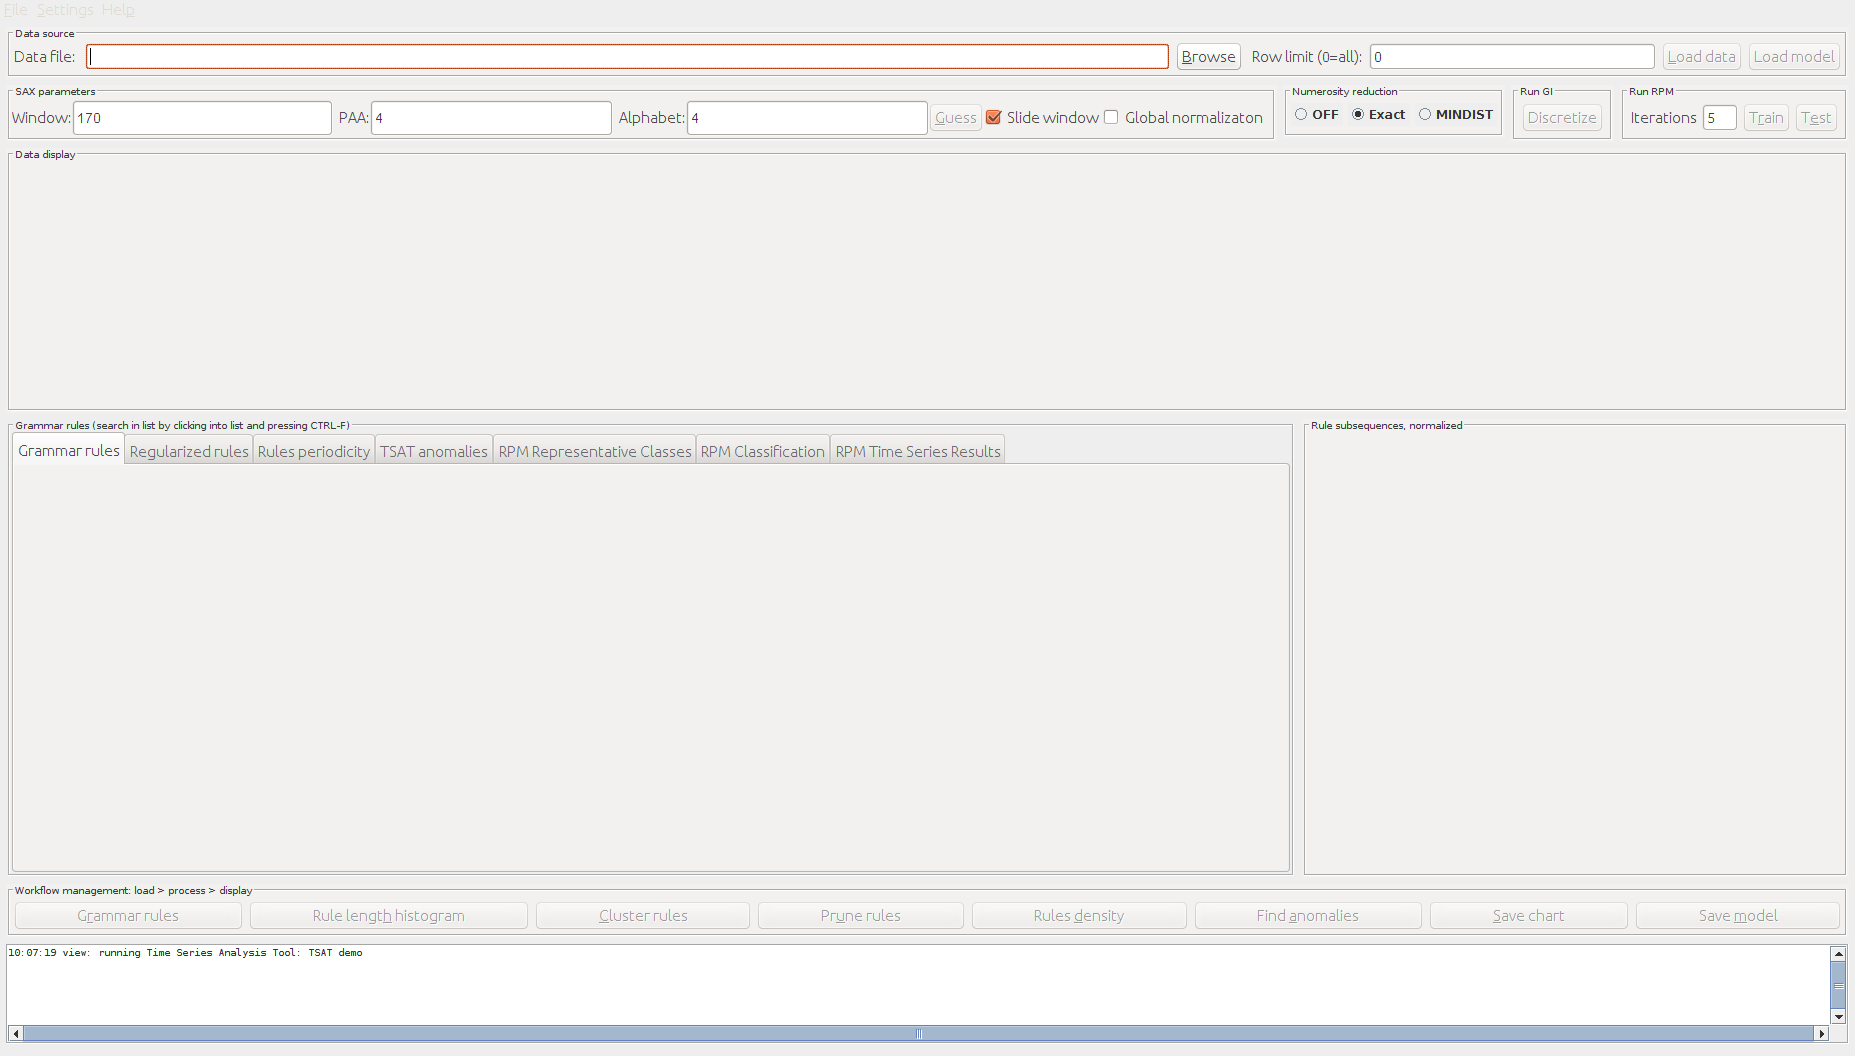 File Settings Help
Data source
Data file: Browse Row limit (0=all): 0 Load data Load model
SAX parameters Numerosity reduction Run GI Run RPM
Window: 170 PAA: 4 Alphabet: 4 Guess Slide window Global normalizaton OFF Exact MINDIST Discretize Iterations 5 Train Test
Data display
Grammar rules (search in list by clicking into list and pressing CTRL-F) Rule subsequences, normalized
Grammar rules Regularized rules Rules periodicity TSAT anomalies RPM Representative Classes RPM Classification RPM Time Series Results
Workflow management: load > process > display
Grammar rules Rule length histogram Cluster rules Prune rules Rules density Find anomalies Save chart Save model
10:07:19 view: running Time Series Analysis Tool: TSAT demo